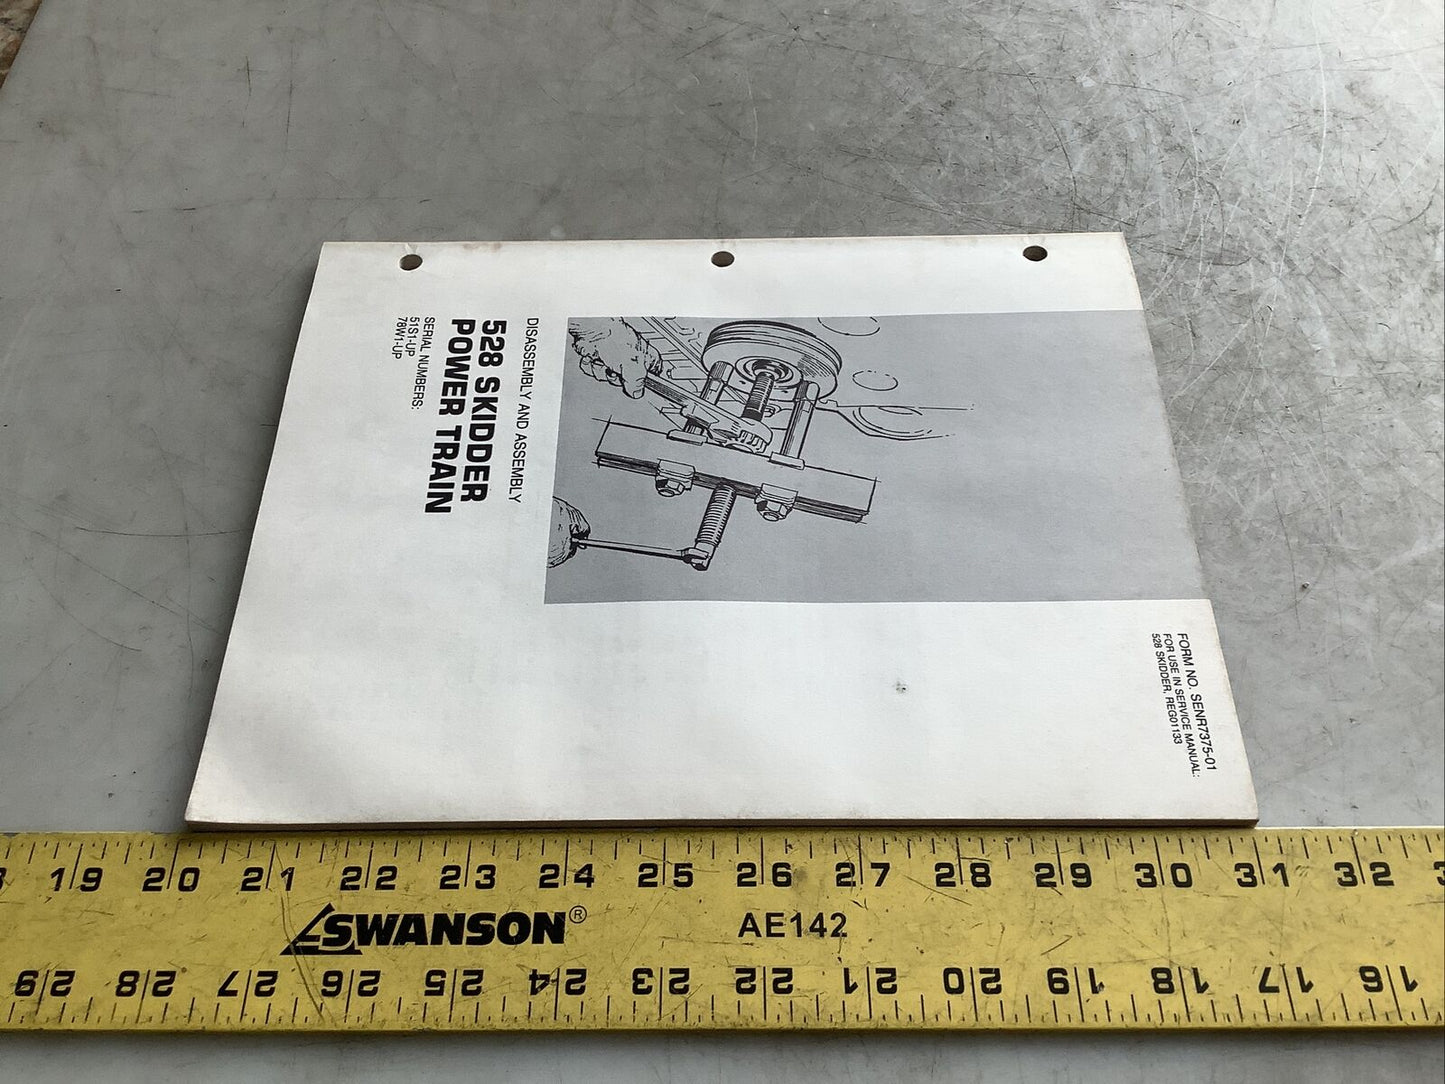 DISASSEMBLY AND ASSEMBLY
528 SKIDDER
POWER TRAIN
SERIAL NUMBERS:
51S1-UP
78W1-UP
FORM NO. SENR7375-01
FOR USE IN SERVICE MANUAL:
528 SKIDDER, REG01133
19 20 21 22 23 24 25 26 27 28 29 30 31 32
SWANSON® AE142
29 28 27 26 25 24 23 22 21 20 19 18 17 16